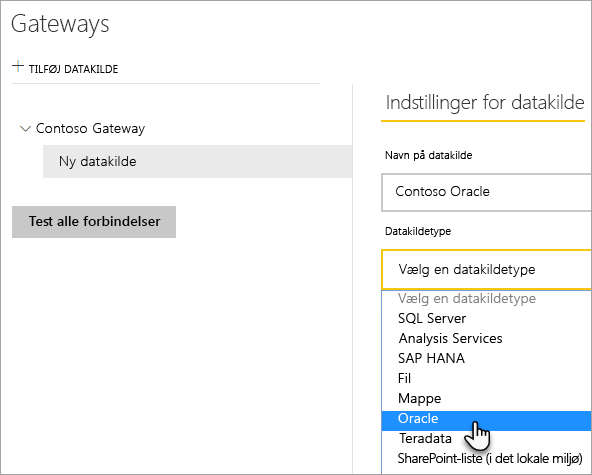 Gateways
+ TILFØJ DATAKILDE
Contoso Gateway
Ny datakilde
Test alle forbindelser
Indstillinger for datakilde
Navn på datakilde
Contoso Oracle
Datakildetype
Vælg en datakildetype
Vælg en datakildetype
SQL Server
Analysis Services
SAP HANA
Fil
Mappe
Oracle
Teradata
SharePoint-liste (i det lokale miljø)